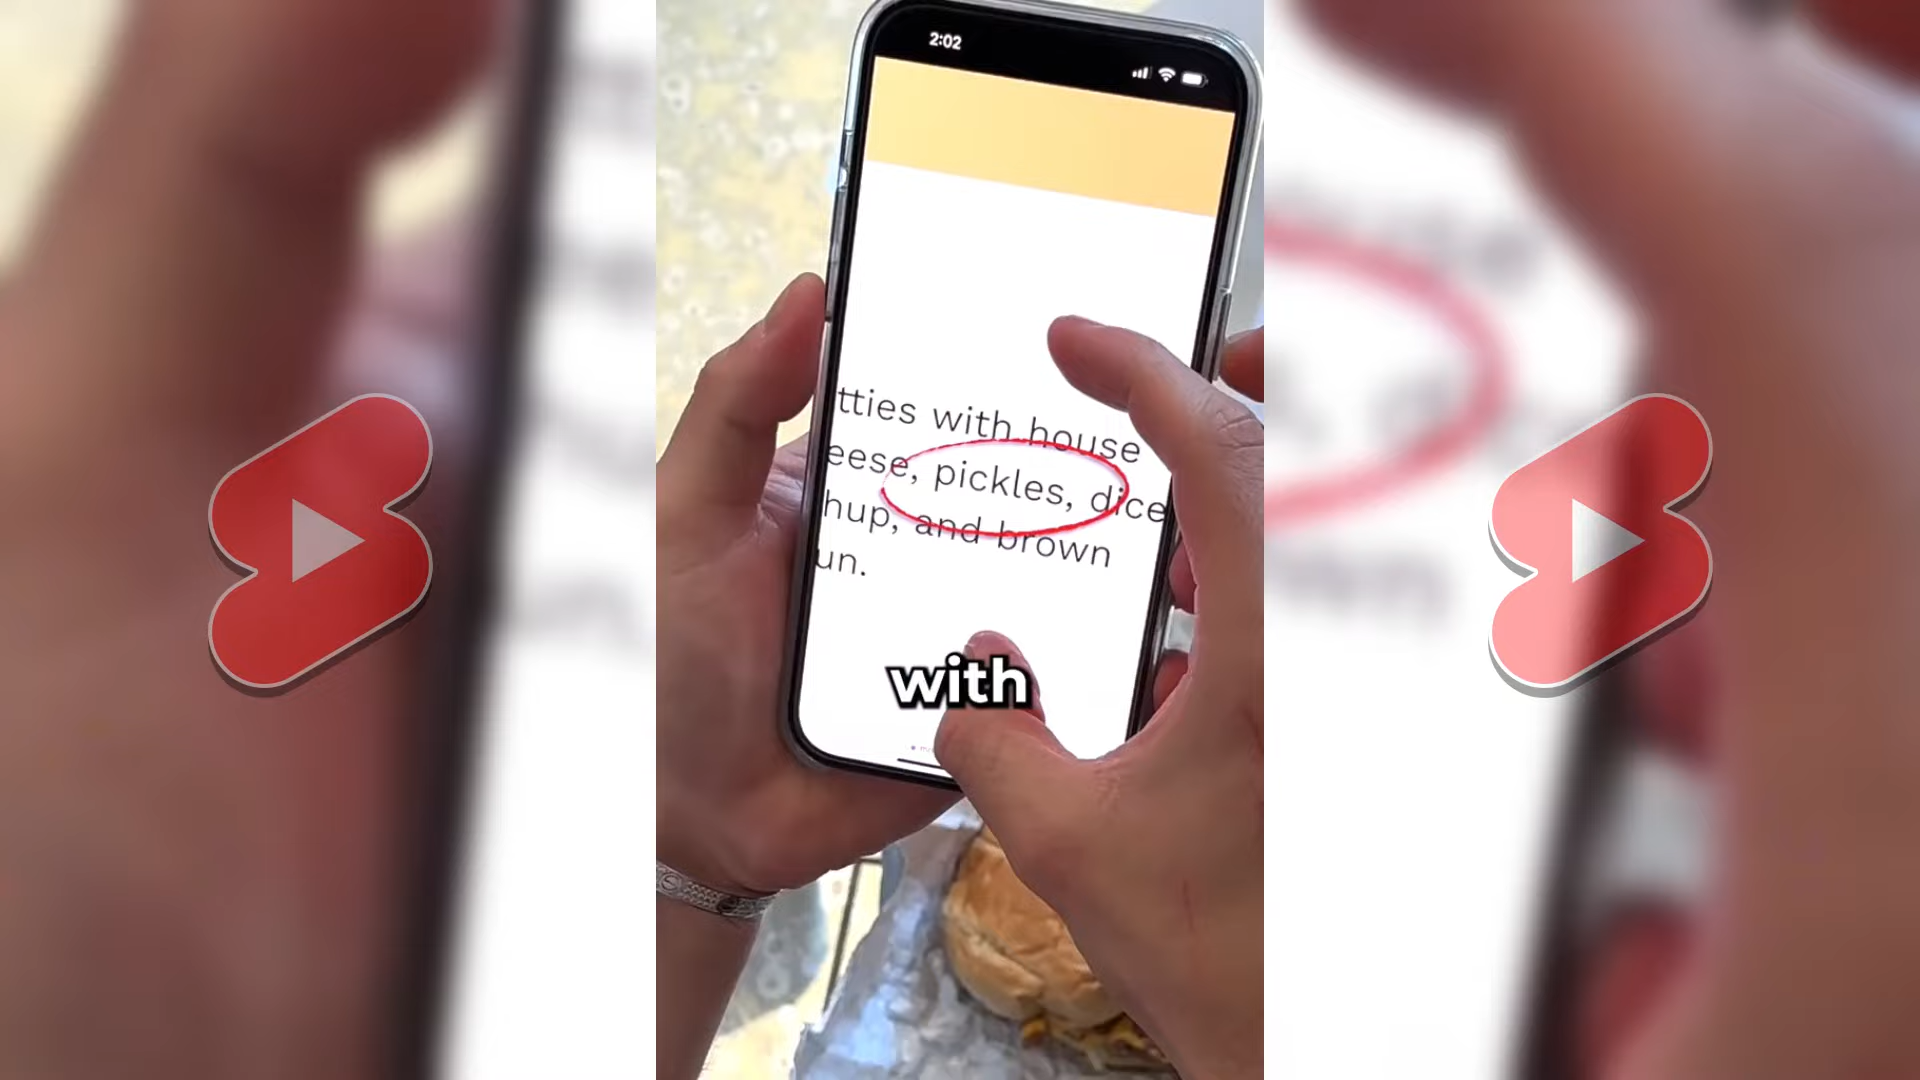 2:02
tties with house
eese, pickles, dice
hup, and brown
un.
with